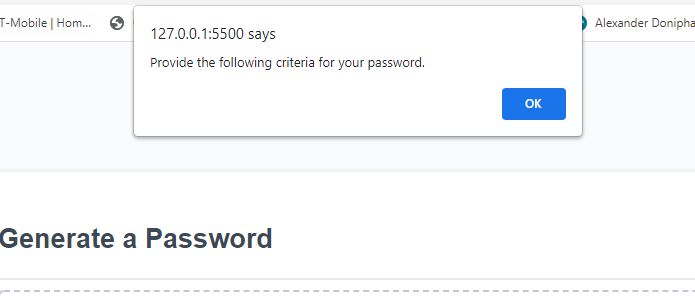 T-Mobile | Hom...
Alexander Donipha
127.0.0.1:5500 says
Provide the following criteria for your password.
OK
Generate a Password